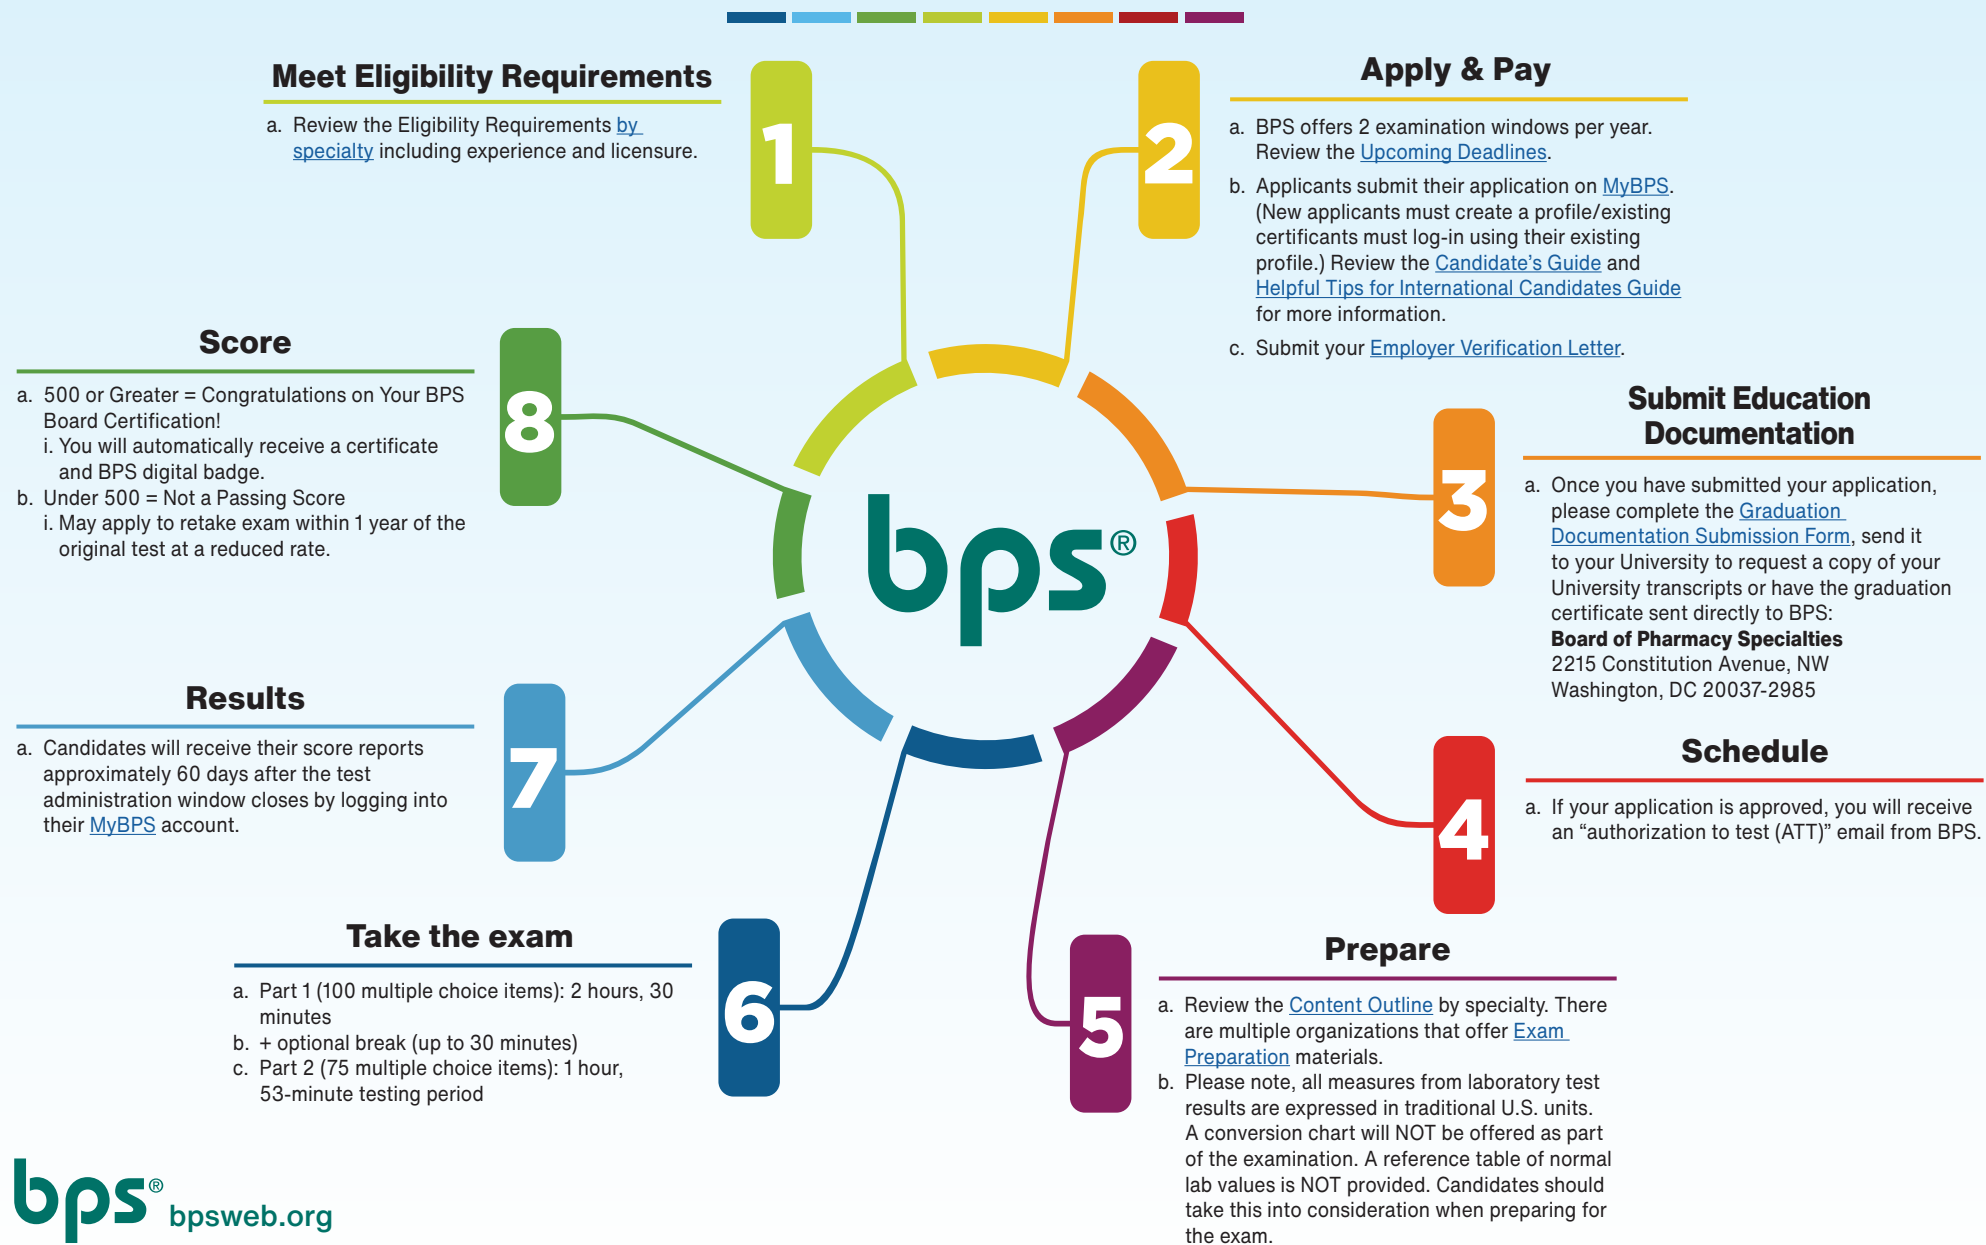 Meet Eligibility Requirements
a. Review the Eligibility Requirements by
specialty including experience and licensure.
1
2
Apply & Pay
a. BPS offers 2 examination windows per year.
Review the Upcoming Deadlines.
b. Applicants submit their application on MyBPS.
(New applicants must create a profile/existing
certificants must log-in using their existing
profile.) Review the Candidate’s Guide and
Helpful Tips for International Candidates Guide
for more information.
c. Submit your Employer Verification Letter.
3
Submit Education
Documentation
a. Once you have submitted your application,
please complete the Graduation
Documentation Submission Form, send it
to your University to request a copy of your
University transcripts or have the graduation
certificate sent directly to BPS:
Board of Pharmacy Specialties
2215 Constitution Avenue, NW
Washington, DC 20037-2985
4
Schedule
a. If your application is approved, you will receive
an “authorization to test (ATT)” email from BPS.
5
Prepare
a. Review the Content Outline by specialty. There
are multiple organizations that offer Exam
Preparation materials.
b. Please note, all measures from laboratory test
results are expressed in traditional U.S. units.
A conversion chart will NOT be offered as part
of the examination. A reference table of normal
lab values is NOT provided. Candidates should
take this into consideration when preparing for
the exam.
Take the exam
6
a. Part 1 (100 multiple choice items): 2 hours, 30
minutes
b. + optional break (up to 30 minutes)
c. Part 2 (75 multiple choice items): 1 hour,
53-minute testing period
Results
7
a. Candidates will receive their score reports
approximately 60 days after the test
administration window closes by logging into
their MyBPS account.
Score
8
a. 500 or Greater = Congratulations on Your BPS
Board Certification!
i. You will automatically receive a certificate
and BPS digital badge.
b. Under 500 = Not a Passing Score
i. May apply to retake exam within 1 year of the
original test at a reduced rate.
bps®
bps® bpsweb.org